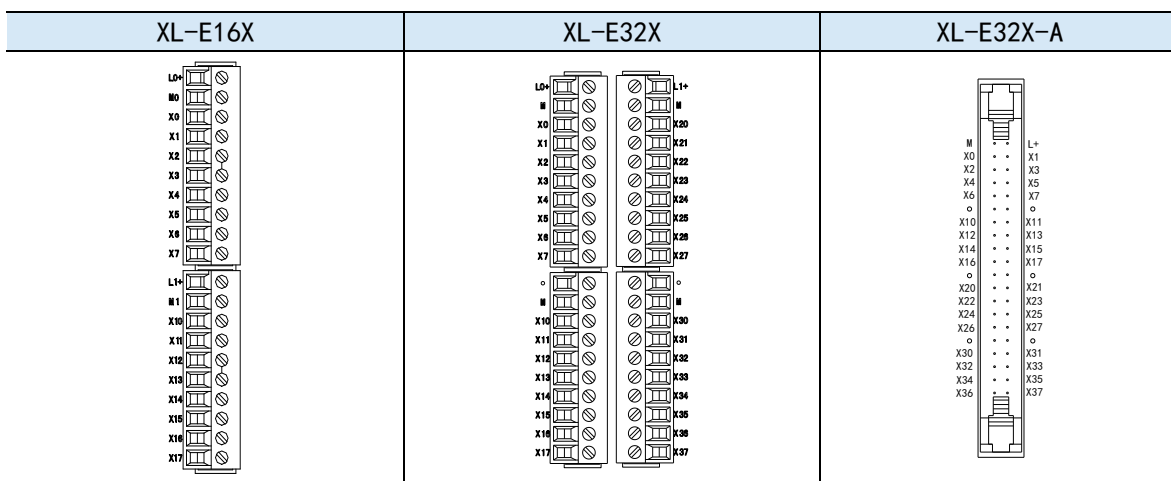 XL-E16X XL-E32X XL-E32X-A
L0+
M0
X0
X1
X2
X3
X4
X5
X6
X7
L1+
M1
X10
X11
X12
X13
X14
X15
X16
X17
L0+ L1+
M M
X0 X20
X1 X21
X2 X22
X3 X23
X4 X24
X5 X25
X6 X26
X7 X27
M M
X10 X30
X11 X31
X12 X32
X13 X33
X14 X34
X15 X35
X16 X36
X17 X37
M L+
X0 X1
X2 X3
X4 X5
X6 X7
X10 X11
X12 X13
X14 X15
X16 X17
X20 X21
X22 X23
X24 X25
X26 X27
X30 X31
X32 X33
X34 X35
X36 X37